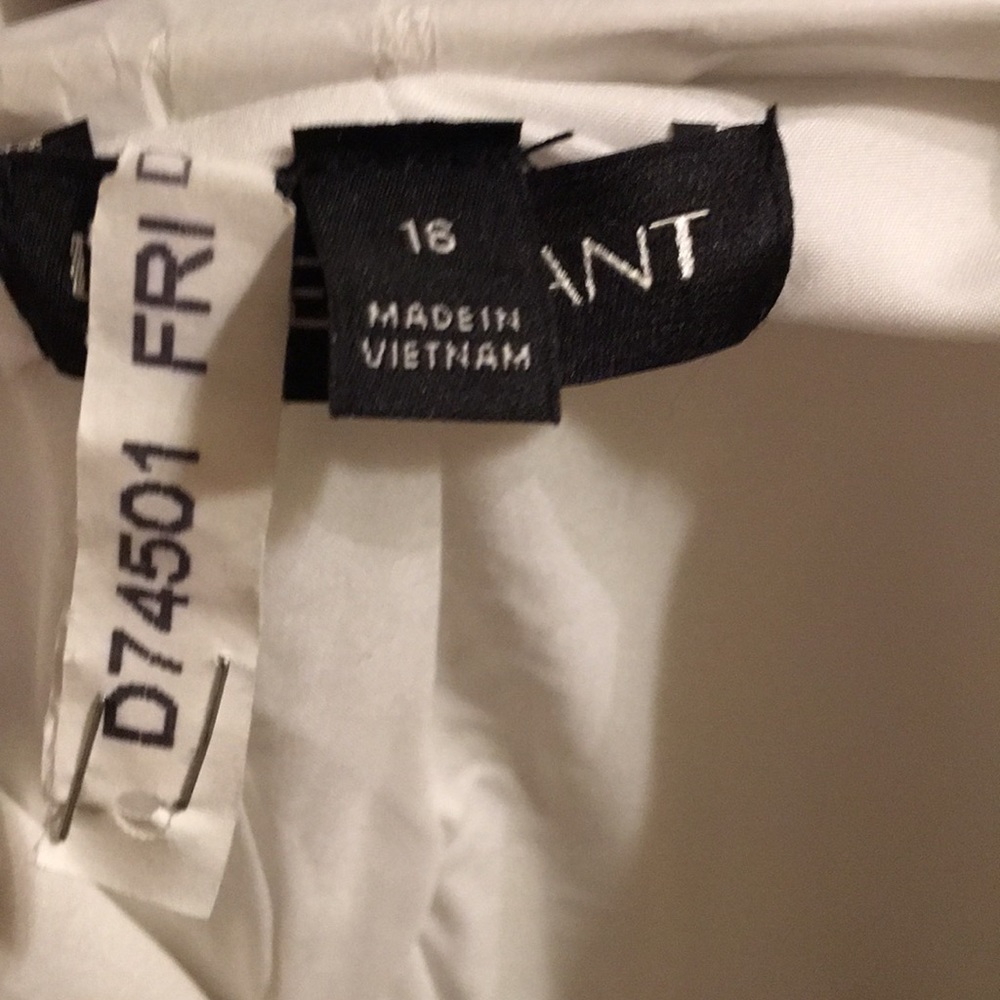 16
MADE IN
VIETNAM
ANT
D74501 FRI